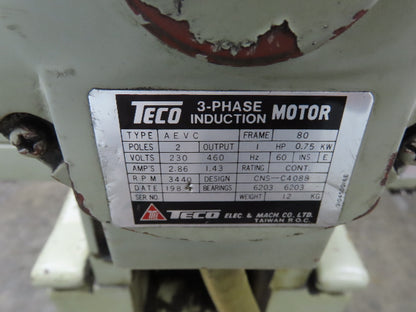 TECO 3-PHASE INDUCTION MOTOR
TYPE AEVC FRAME 80
POLES 2 OUTPUT 1 HP 0.75 KW
VOLTS 230 460 Hz 60 INS E
AMP'S 2.86 1.43 RATING CONT.
RPM 3440 DESIGN CNS-C4088
DATE 1984 BEARINGS 6203 6203
SER NO. WEIGHT 12 KG
TECO ELEC. & MACH. CO., LTD.
TAIWAN R.O.C.